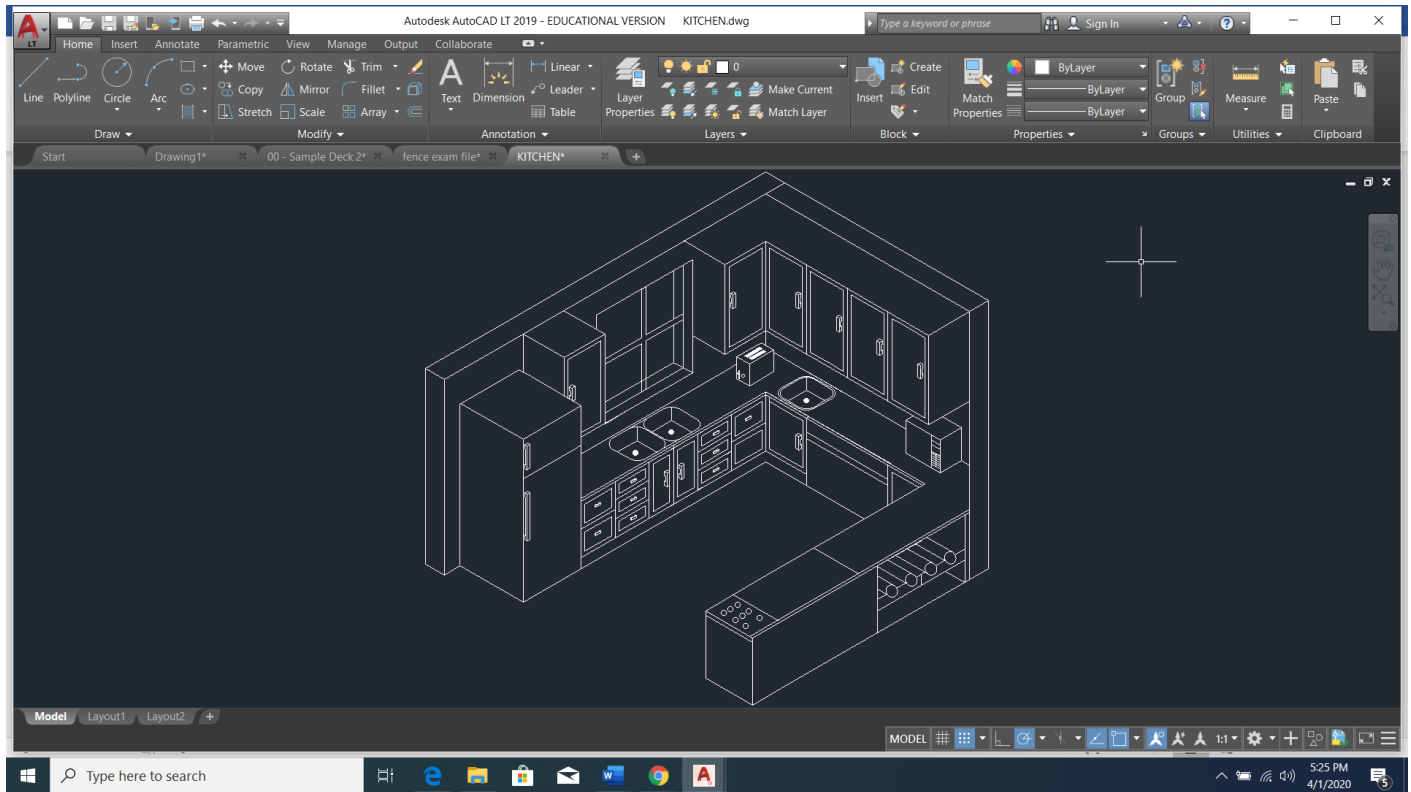 Autodesk AutoCAD LT 2019 - EDUCATIONAL VERSION KITCHEN.dwg
Type a keyword or phrase
Sign In
A LT
Home Insert Annotate Parametric View Manage Output Collaborate
Move Rotate Trim
Copy Mirror Fillet
Stretch Scale Array
Line Polyline Circle Arc
Text Dimension
Linear
Leader
Table
Layer Properties
0
Make Current
Match Layer
Insert
Create
Edit
Match Properties
ByLayer
ByLayer
ByLayer
Group
Measure
Paste
Draw Modify Annotation Layers Block Properties Groups Utilities Clipboard
Start Drawing1* 00 - Sample Deck 2* fence exam file* KITCHEN*
Model Layout1 Layout2
MODEL 1:1
Type here to search
5:25 PM
4/1/2020
5